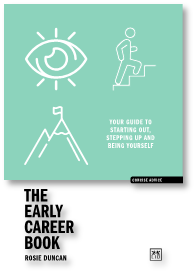 YOUR GUIDE TO
STARTING OUT,
STEPPING UP AND
BEING YOURSELF
CONCISE ADVICE
THE
EARLY
CAREER
BOOK
ROSIE DUNCAN